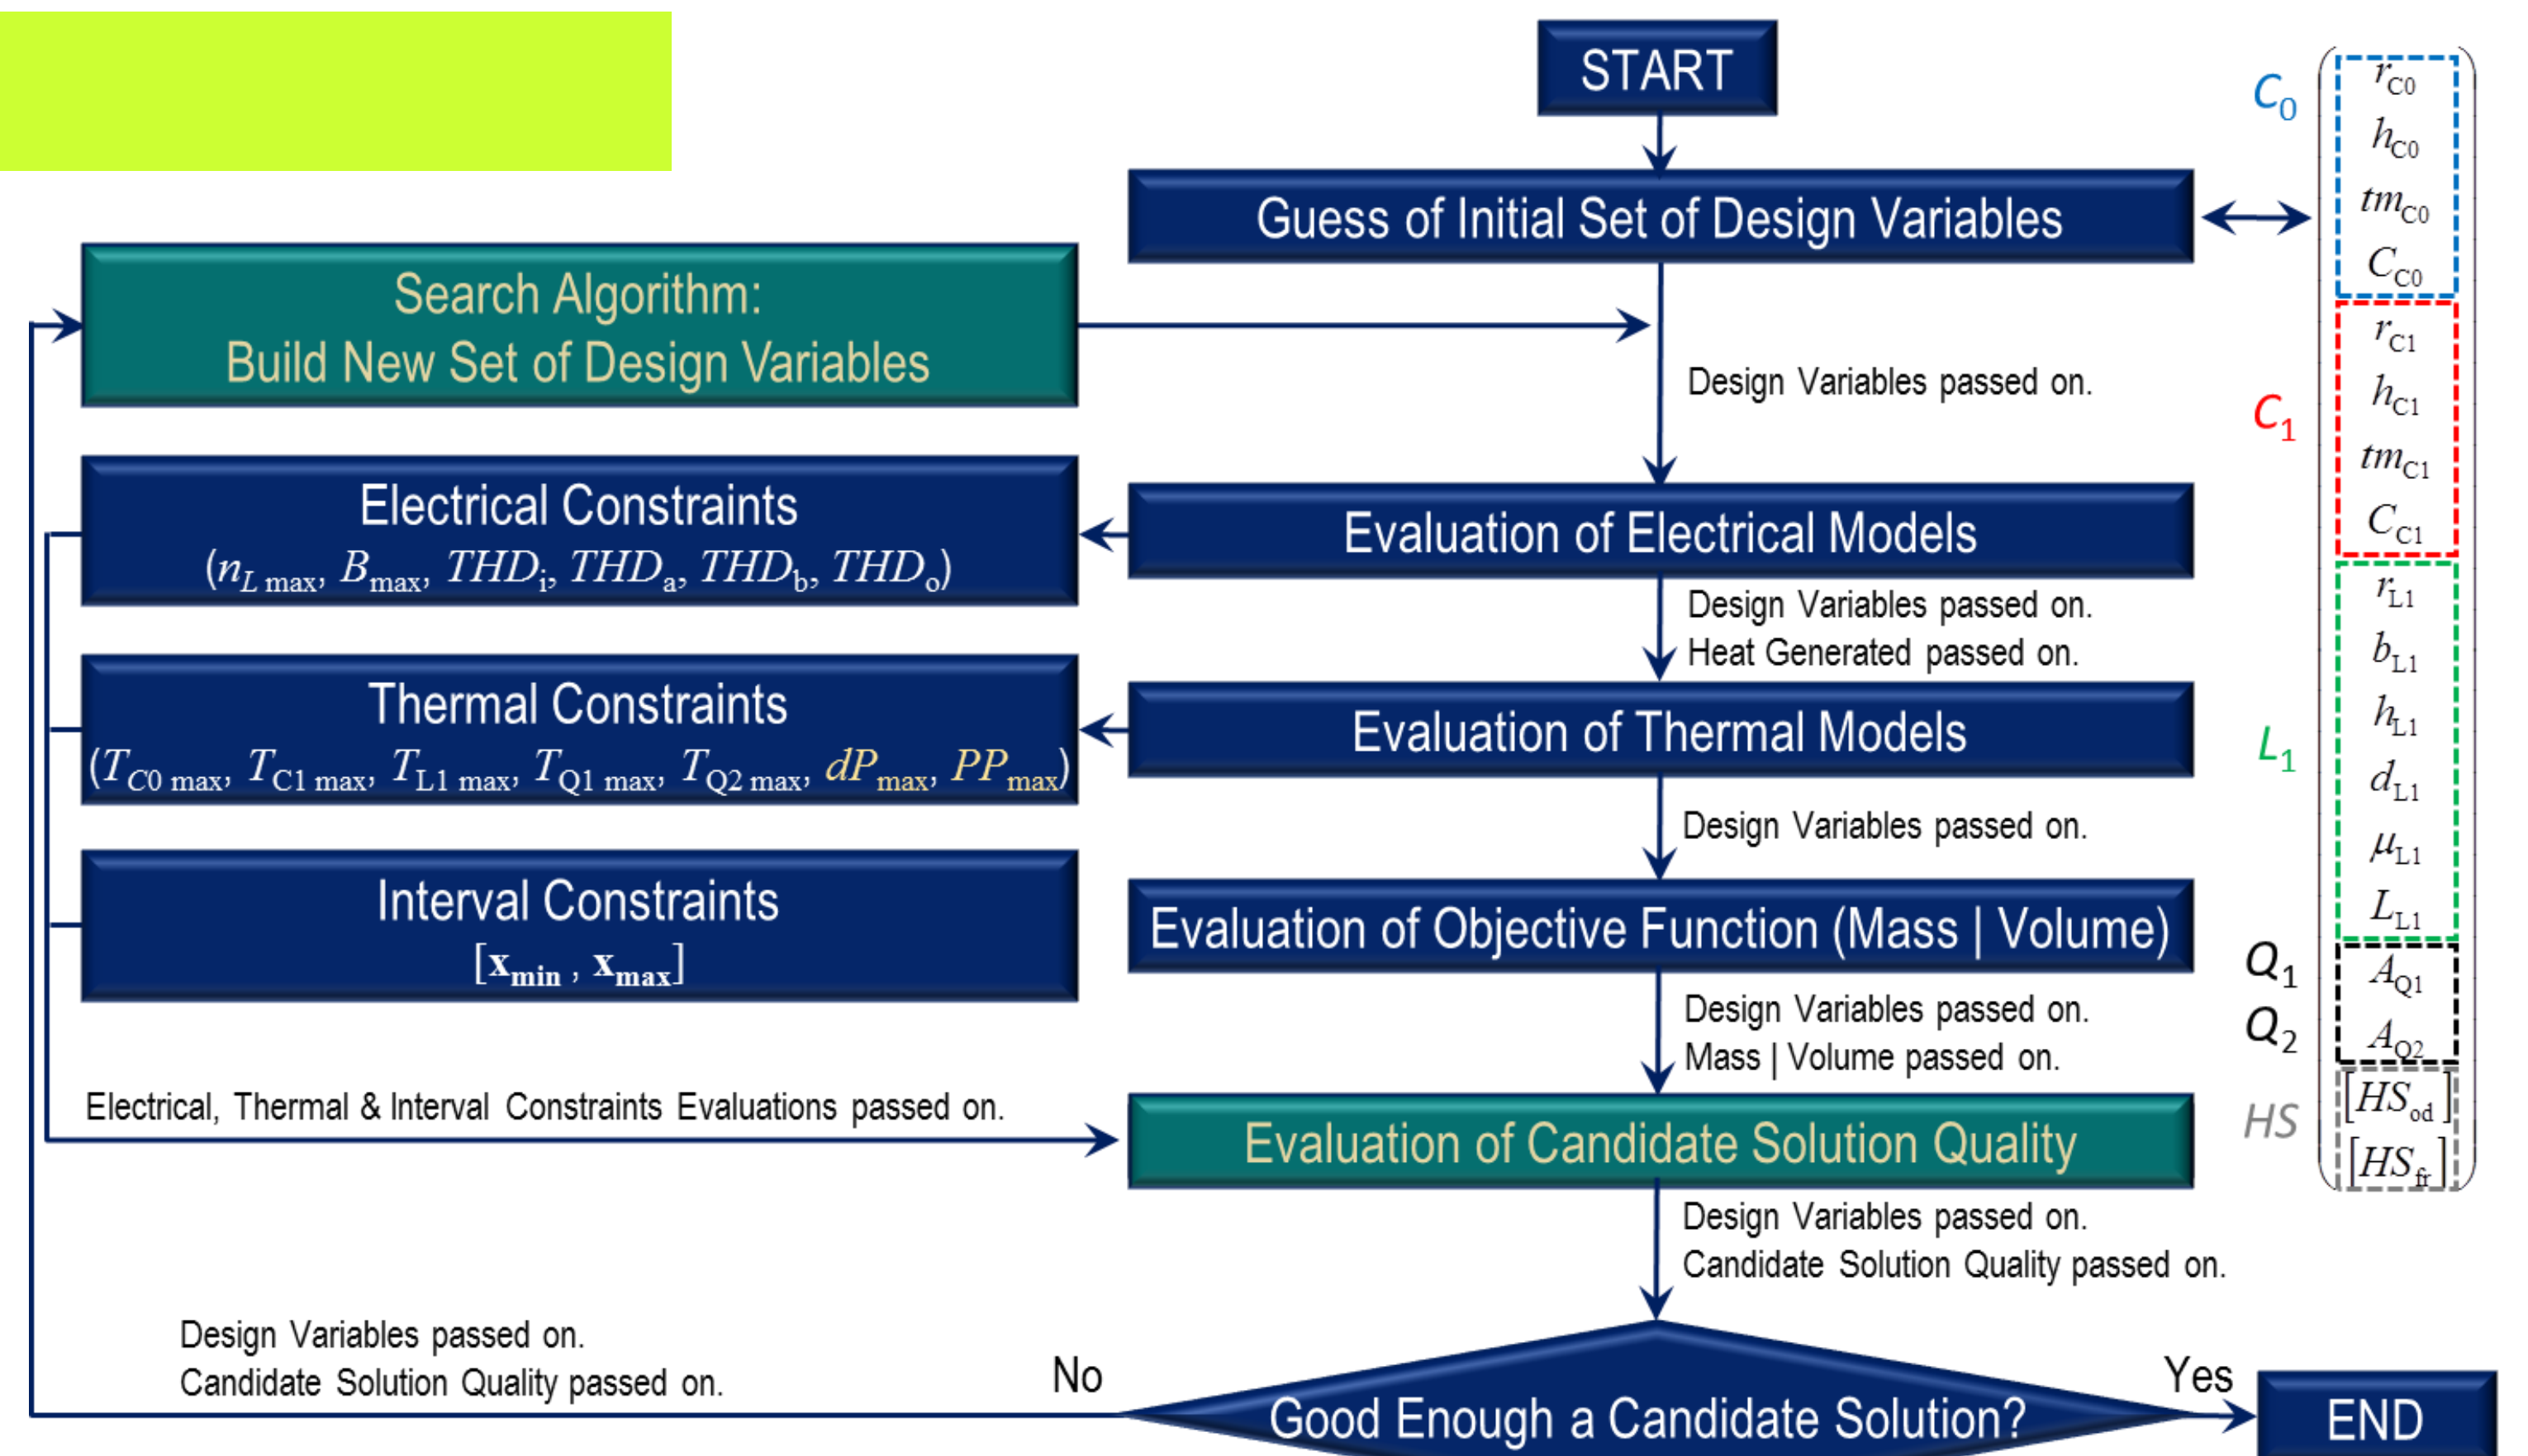 START
Guess of Initial Set of Design Variables
Search Algorithm:
Build New Set of Design Variables
Design Variables passed on.
Electrical Constraints
(n_L max, B_max, THD_i, THD_a, THD_b, THD_o)
Evaluation of Electrical Models
Design Variables passed on.
Heat Generated passed on.
Thermal Constraints
(T_C0 max, T_C1 max, T_L1 max, T_Q1 max, T_Q2 max, dP_max, PP_max)
Evaluation of Thermal Models
Design Variables passed on.
Interval Constraints
[x_min , x_max]
Evaluation of Objective Function (Mass | Volume)
Design Variables passed on.
Mass | Volume passed on.
Electrical, Thermal & Interval Constraints Evaluations passed on.
Evaluation of Candidate Solution Quality
Design Variables passed on.
Candidate Solution Quality passed on.
Design Variables passed on.
Candidate Solution Quality passed on.
No
Good Enough a Candidate Solution?
Yes
END
C_0
r_C0
h_C0
tm_C0
C_C0
C_1
r_C1
h_C1
tm_C1
C_C1
L_1
r_L1
b_L1
h_L1
d_L1
μ_L1
L_L1
Q_1
A_Q1
Q_2
A_Q2
HS
[HS_od]
[HS_fr]